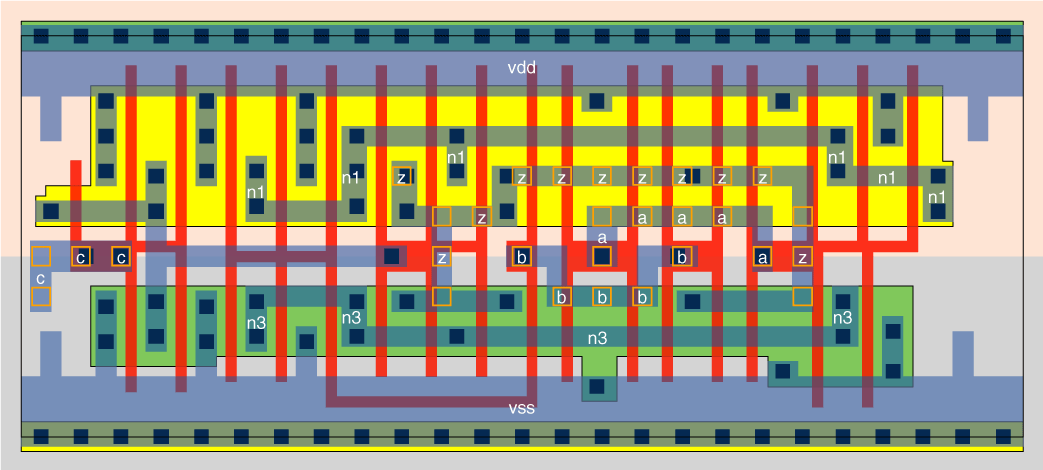 vdd
n1 n1
z z z z z z z z n1
n1 n1 n1
z a a a
a
c c z b b a z
c
b b b
n3 n3 n3
n3
vss